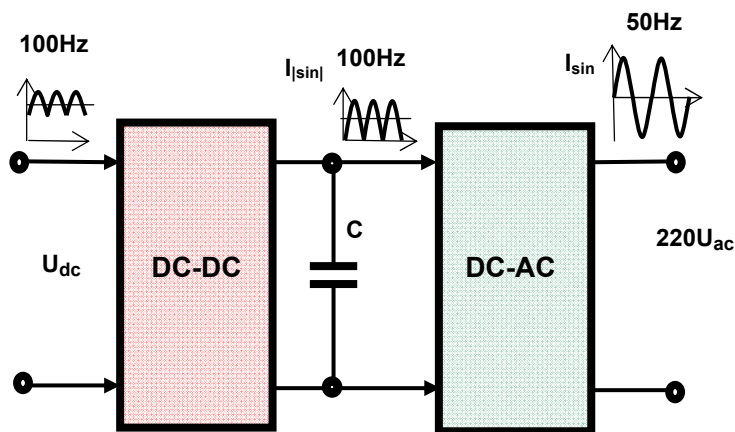 100Hz
I|sin|
100Hz
50Hz
Isin
C
Udc
DC-DC
DC-AC
220Uac